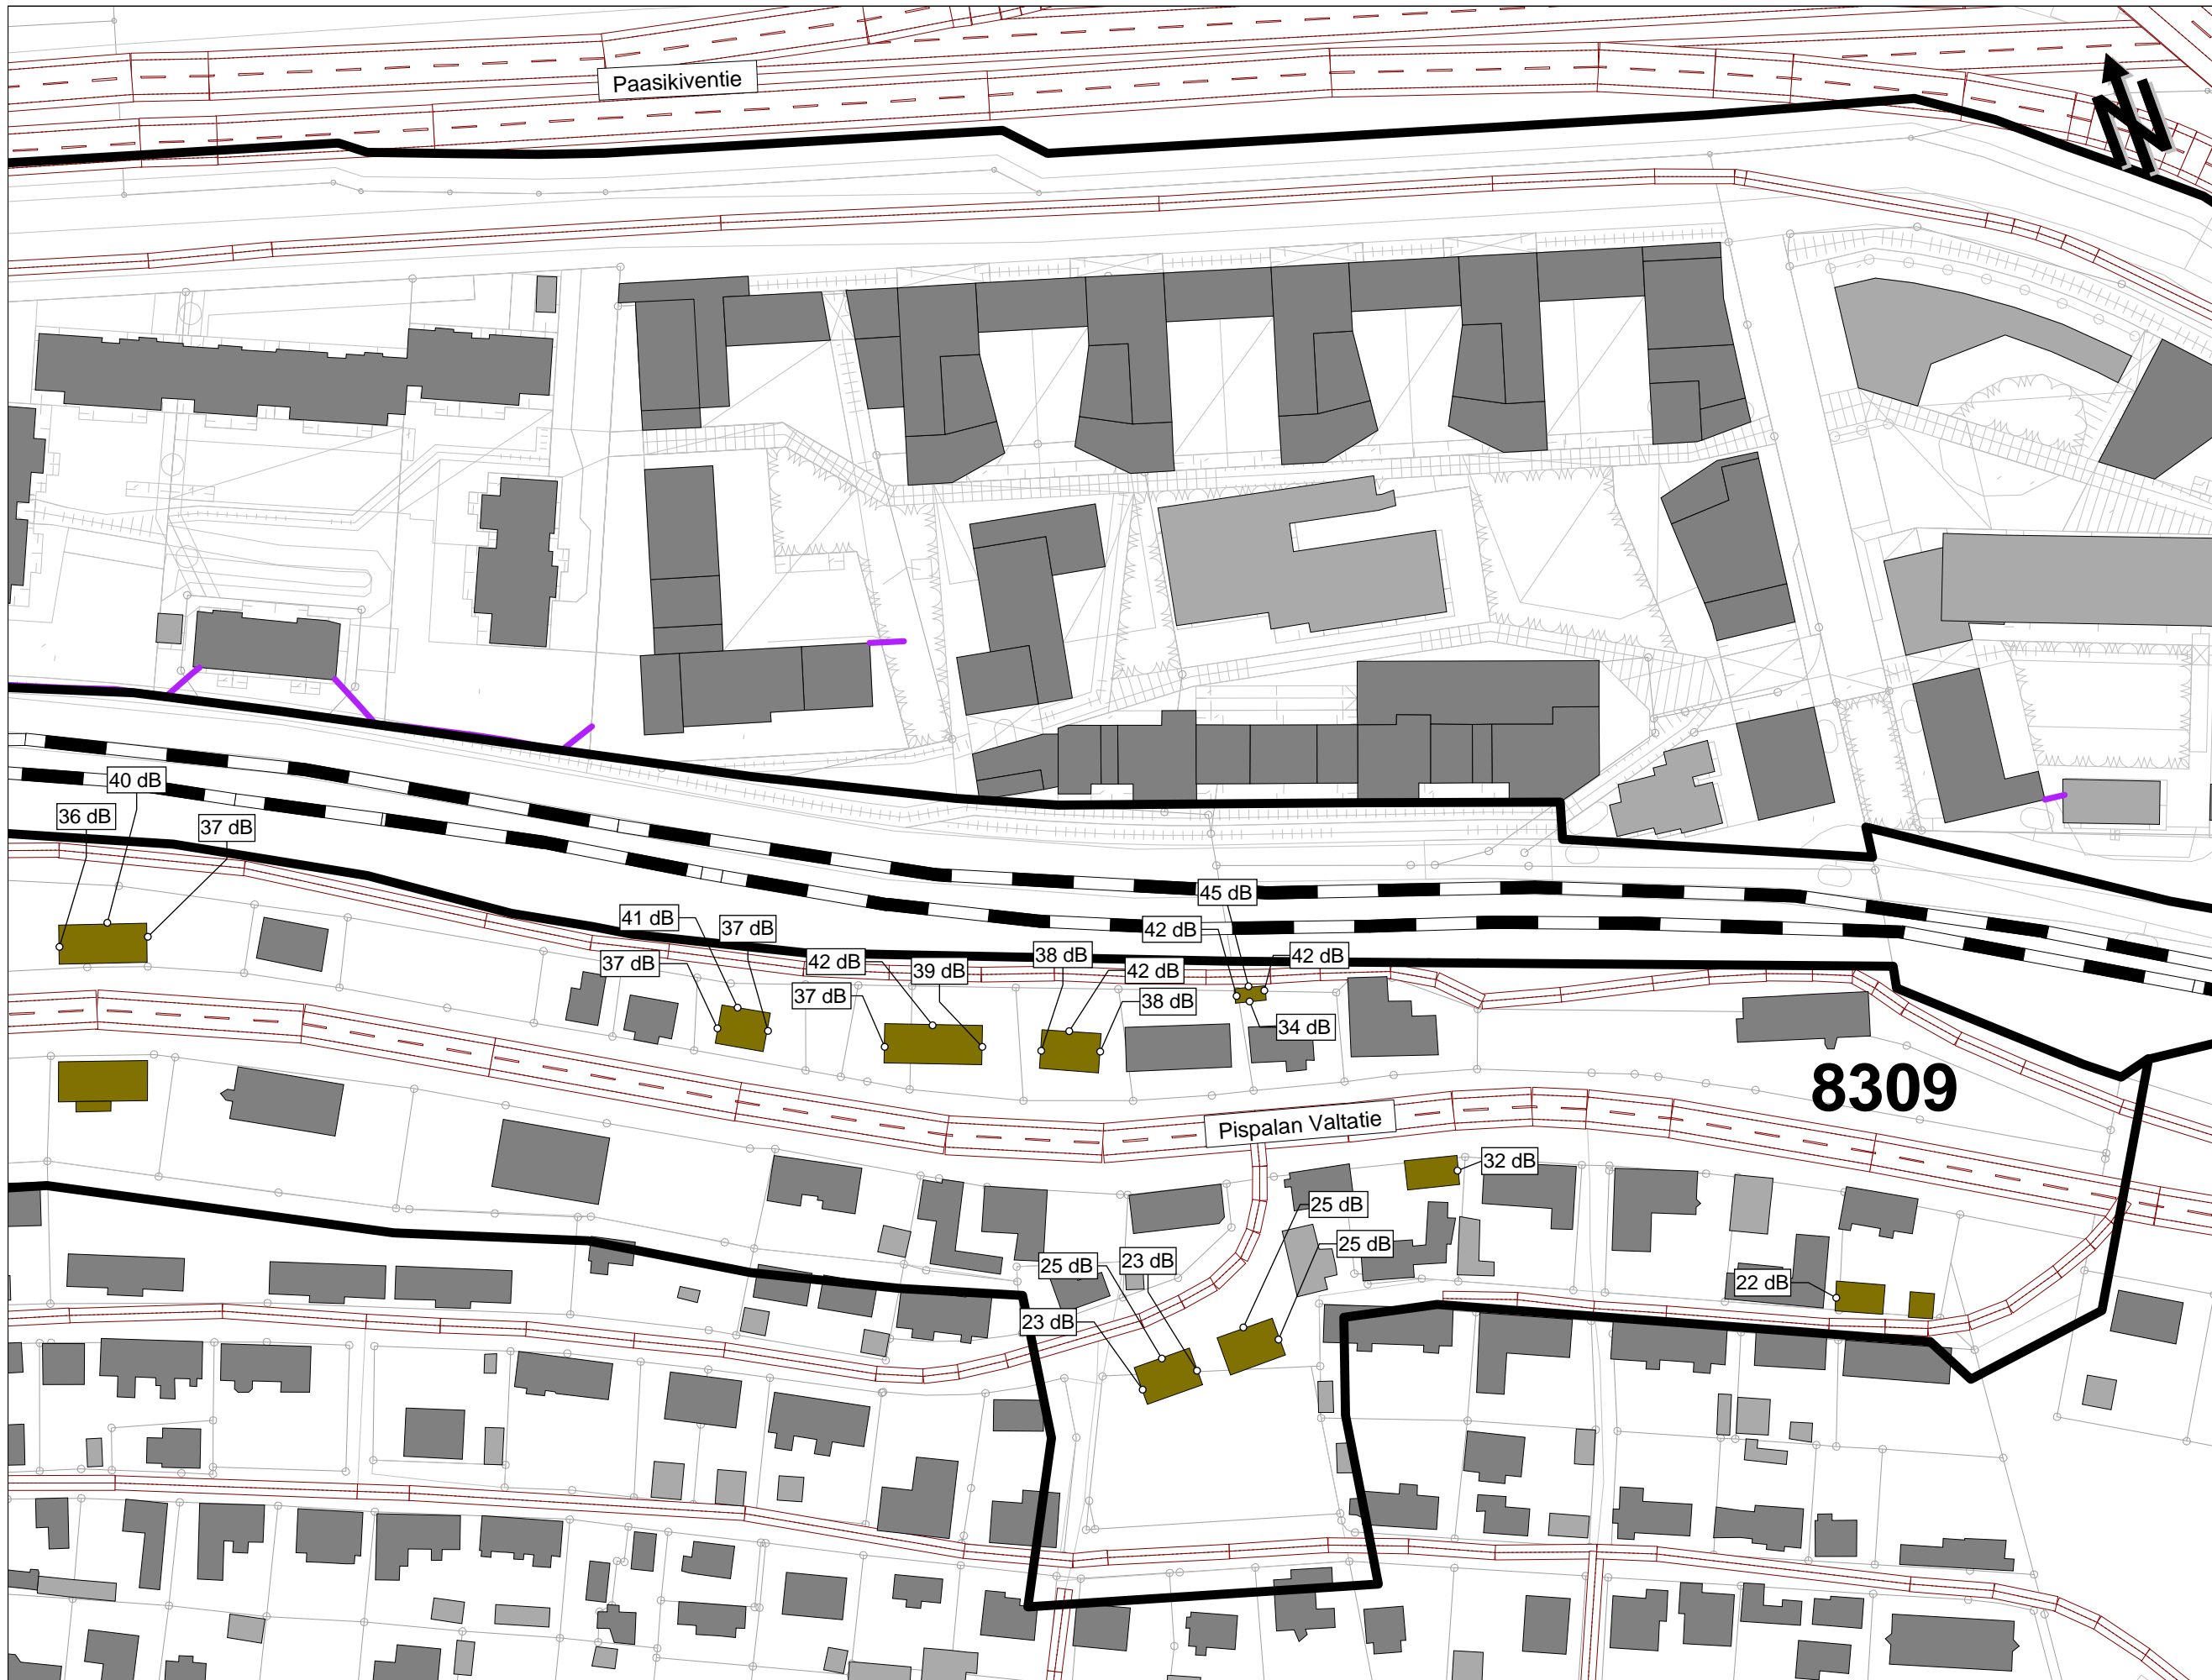 Paasikiventie
N
40 dB
36 dB
37 dB
45 dB
41 dB
37 dB
42 dB
38 dB
42 dB
37 dB
42 dB
39 dB
42 dB
37 dB
38 dB
34 dB
8309
Pispalan Valtatie
32 dB
25 dB
25 dB
25 dB
23 dB
22 dB
23 dB